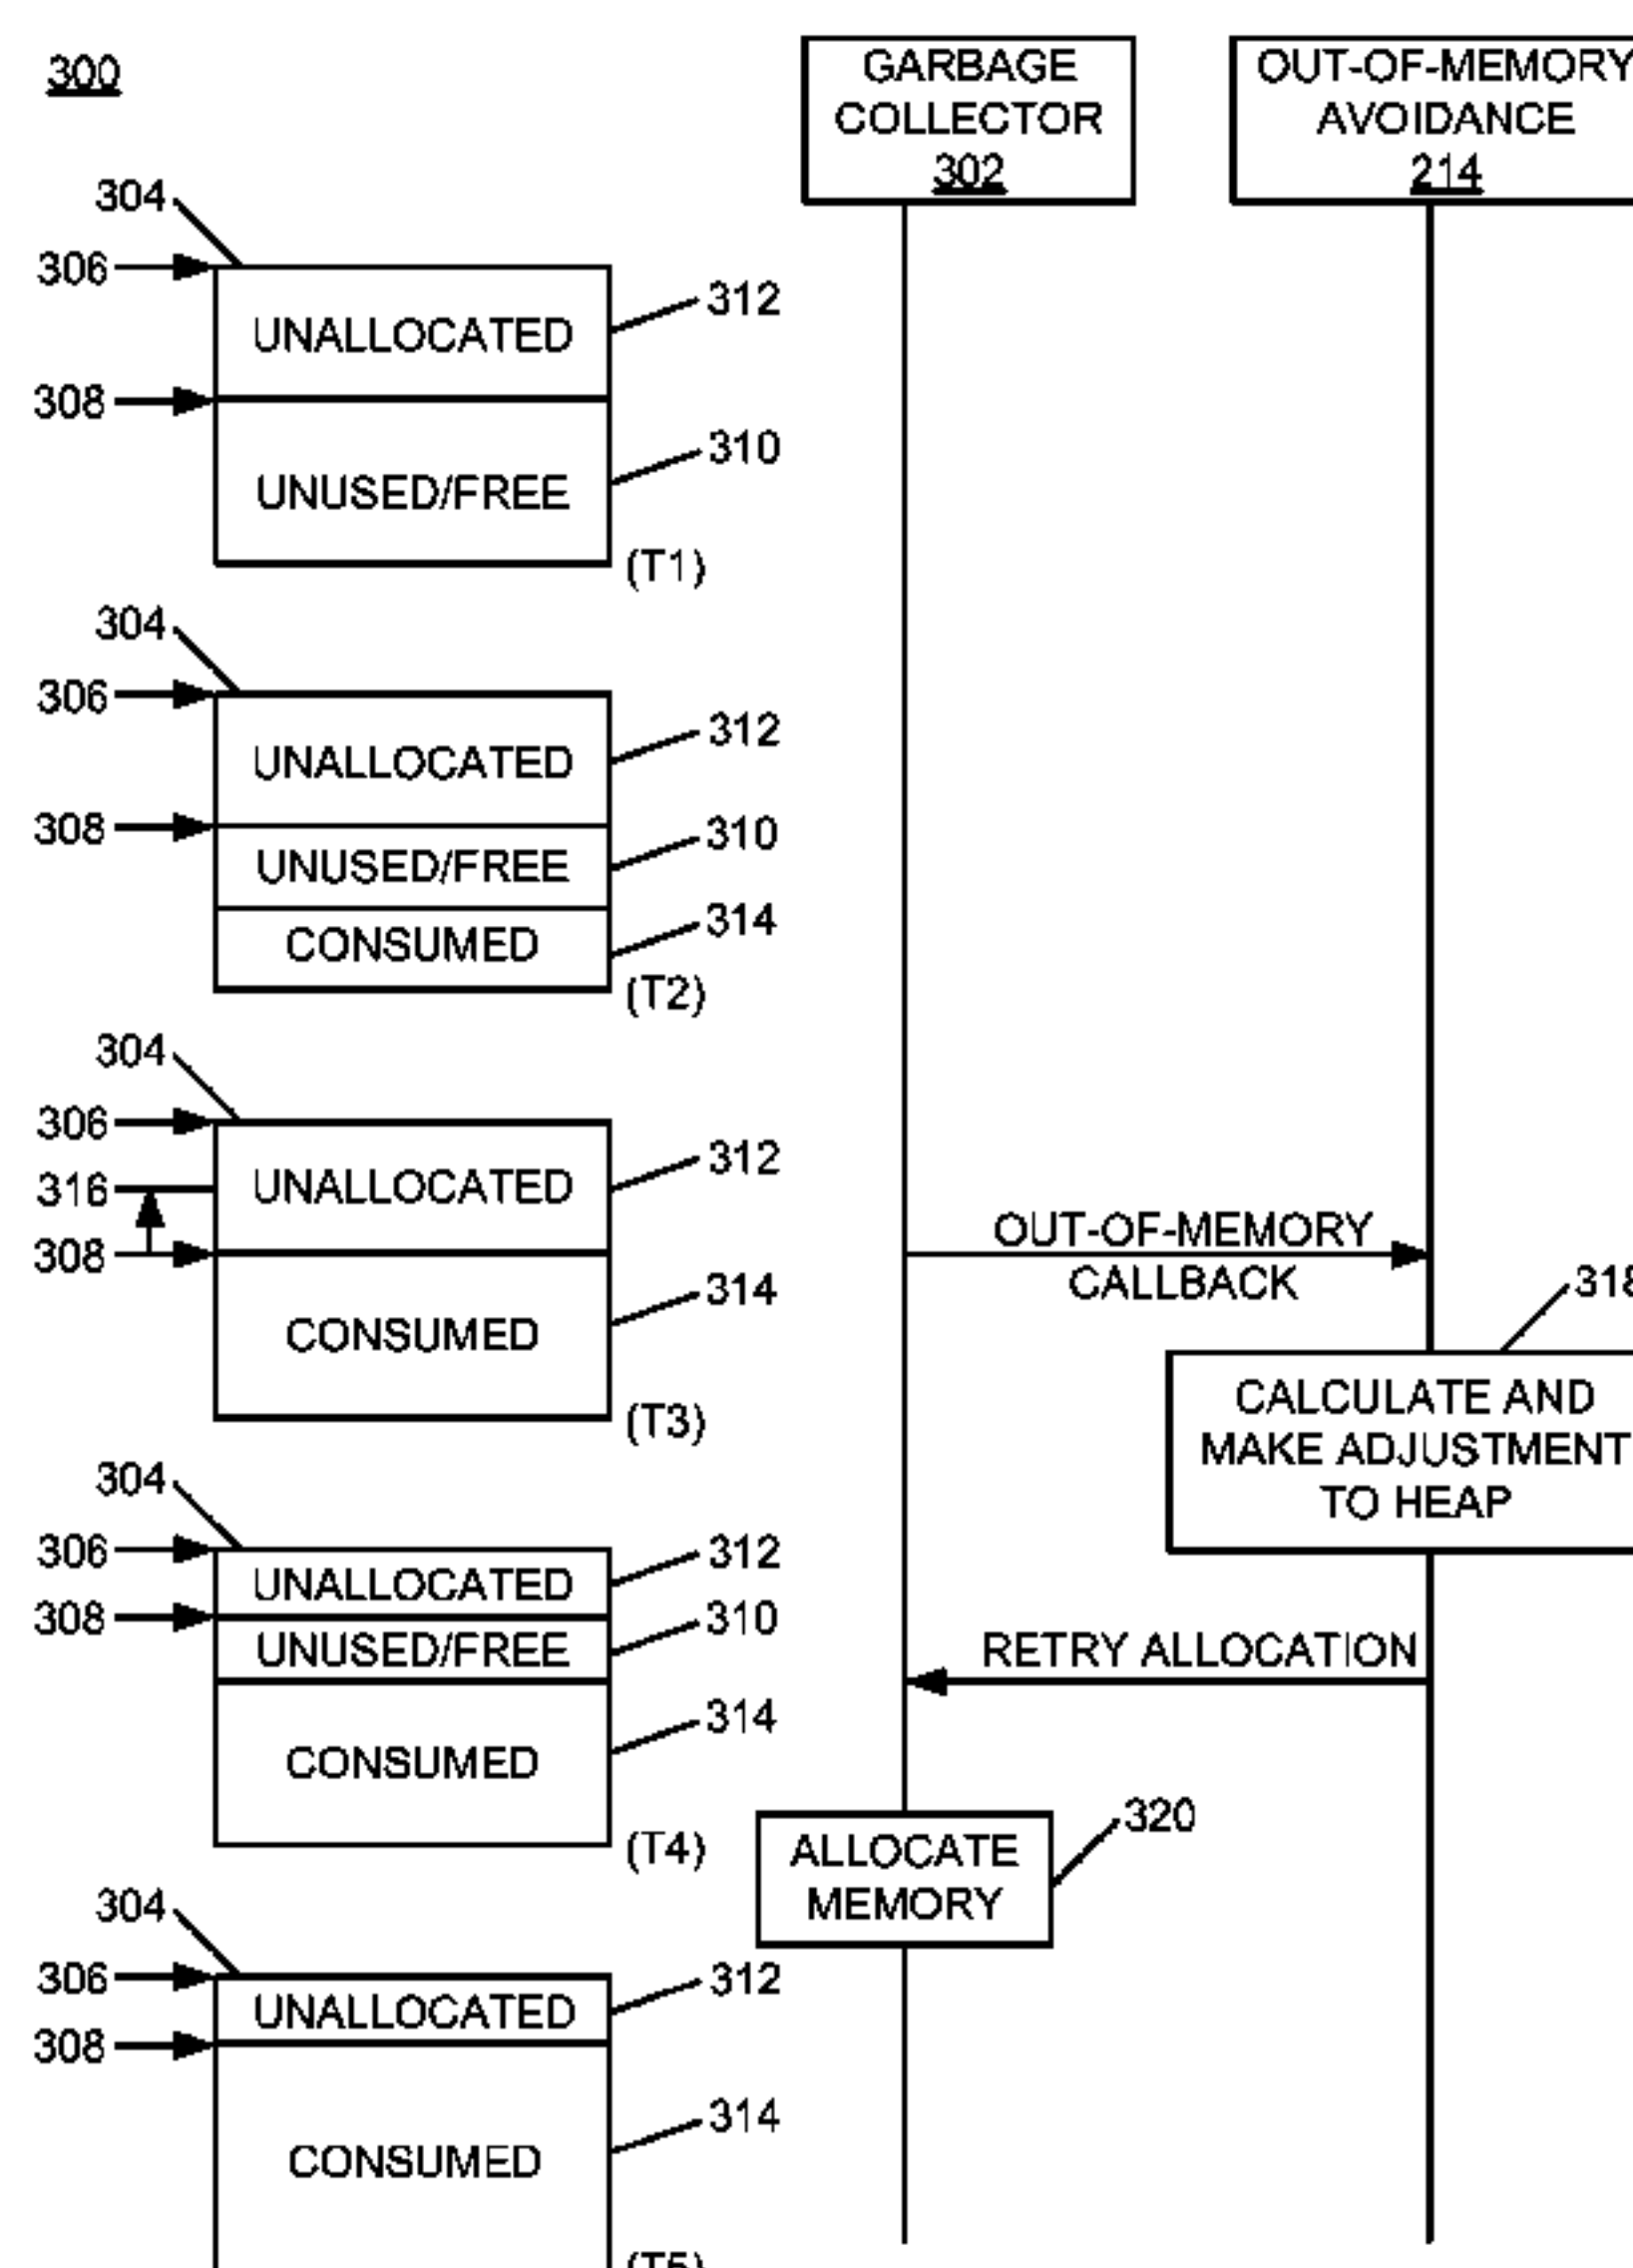 300
GARBAGE
COLLECTOR
302
OUT-OF-MEMORY
AVOIDANCE
214
304
306
UNALLOCATED
312
308
UNUSED/FREE
310
(T1)
304
306
UNALLOCATED
312
308
UNUSED/FREE
310
CONSUMED
314
(T2)
304
306
UNALLOCATED
312
316
308
CONSUMED
314
(T3)
OUT-OF-MEMORY
CALLBACK
318
CALCULATE AND
MAKE ADJUSTMENT
TO HEAP
304
306
UNALLOCATED
312
308
UNUSED/FREE
310
CONSUMED
314
(T4)
RETRY ALLOCATION
ALLOCATE
MEMORY
320
304
306
UNALLOCATED
312
308
CONSUMED
314
(T5)